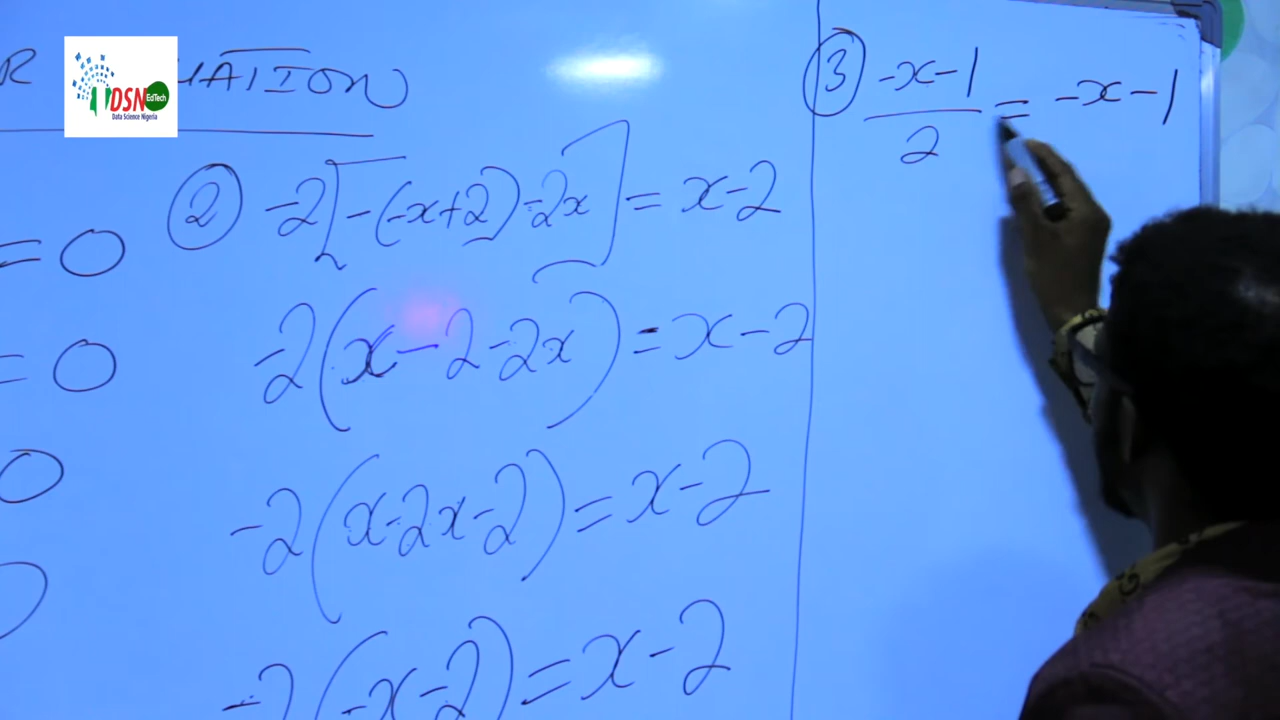 DSN EdTech
Data Science Nigeria
= 0
= 0
0
② -2[-(-x+2)-2x] = x-2
-2(x-2-2x) = x-2
-2(x-2x-2) = x-2
-2(-x-2) = x-2
③ -x-1/2 = -x-1